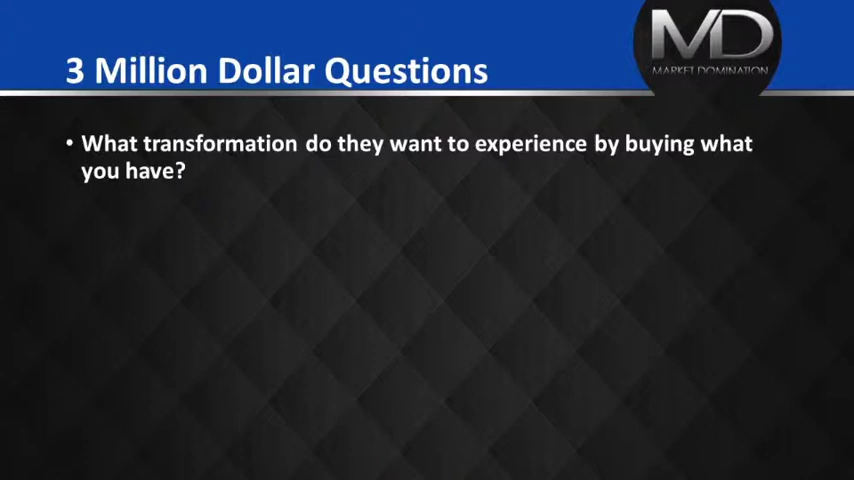 MD
MARKET DOMINATION
3 Million Dollar Questions
• What transformation do they want to experience by buying what
you have?